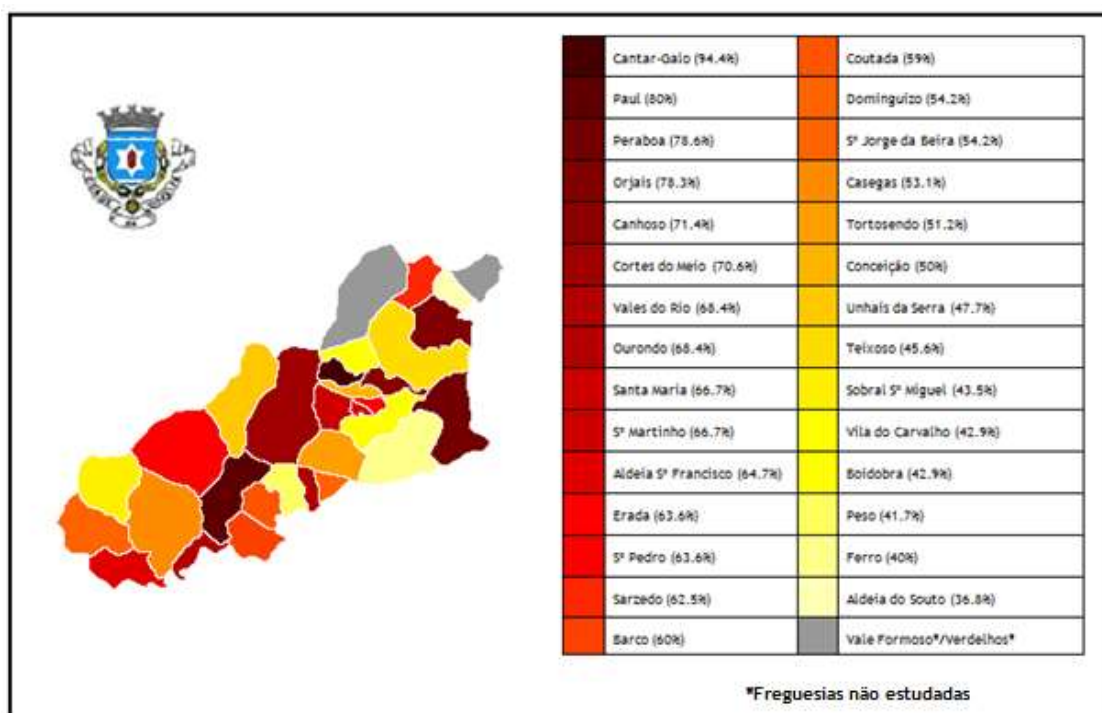 Cantar-Galo (94.4%)
Paul (80%)
Peraboa (78.6%)
Orjais (78.3%)
Canhoso (71.4%)
Cortes do Meio (70.6%)
Vales do Rio (68.4%)
Ourondo (68.4%)
Santa Maria (66.7%)
Sº Martinho (66.7%)
Aldeia Sº Francisco (64.7%)
Erada (63.6%)
Sº Pedro (63.6%)
Sarzedo (62.5%)
Barco (60%)
Coutada (59%)
Dominguizo (54.2%)
Sº Jorge da Beira (54.2%)
Casegas (53.1%)
Tortosendo (51.2%)
Conceição (50%)
Unhais da Serra (47.7%)
Teixoso (45.6%)
Sobral Sº Miguel (43.5%)
Vila do Carvalho (42.9%)
Boidobra (42.9%)
Peso (41.7%)
Ferro (40%)
Aldeia do Souto (36.8%)
Vale Formoso*/Verdelhos*
*Freguesias não estudadas